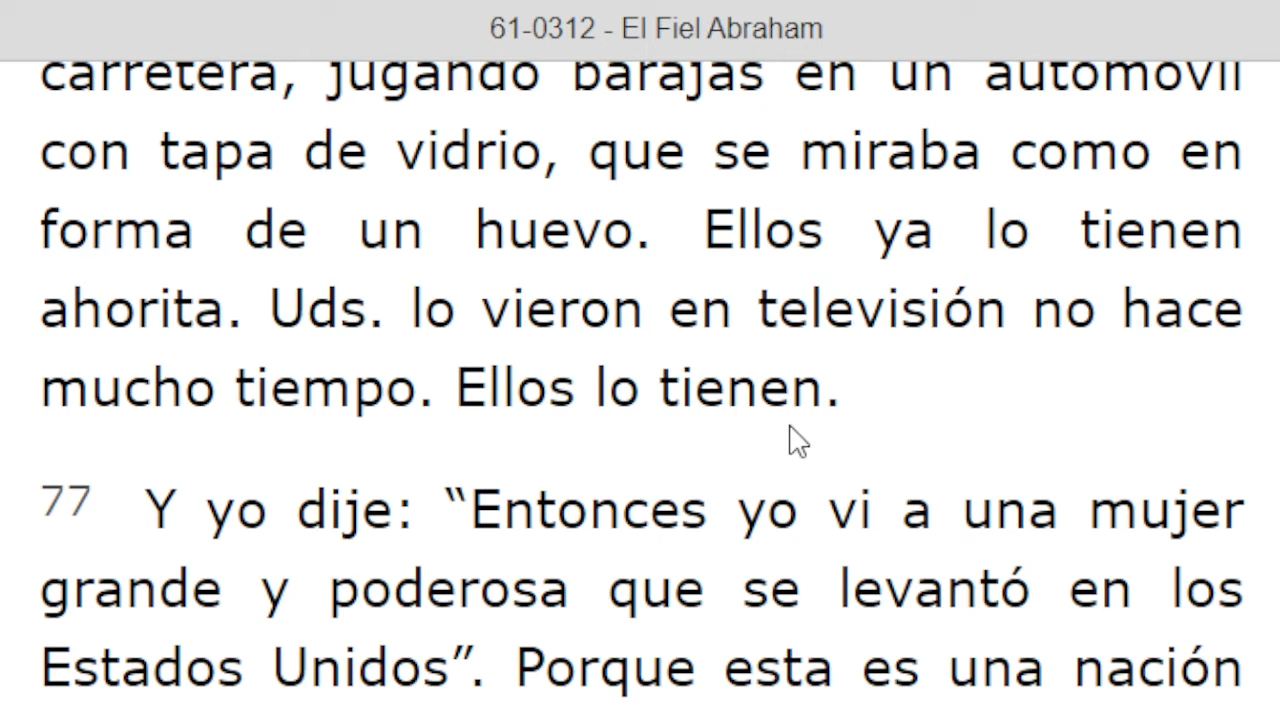 61-0312 - El Fiel Abraham
carretera, jugando barajas en un automóvil
con tapa de vidrio, que se miraba como en
forma de un huevo. Ellos ya lo tienen
ahorita. Uds. lo vieron en televisión no hace
mucho tiempo. Ellos lo tienen.
77 Y yo dije: “Entonces yo vi a una mujer
grande y poderosa que se levantó en los
Estados Unidos”. Porque esta es una nación